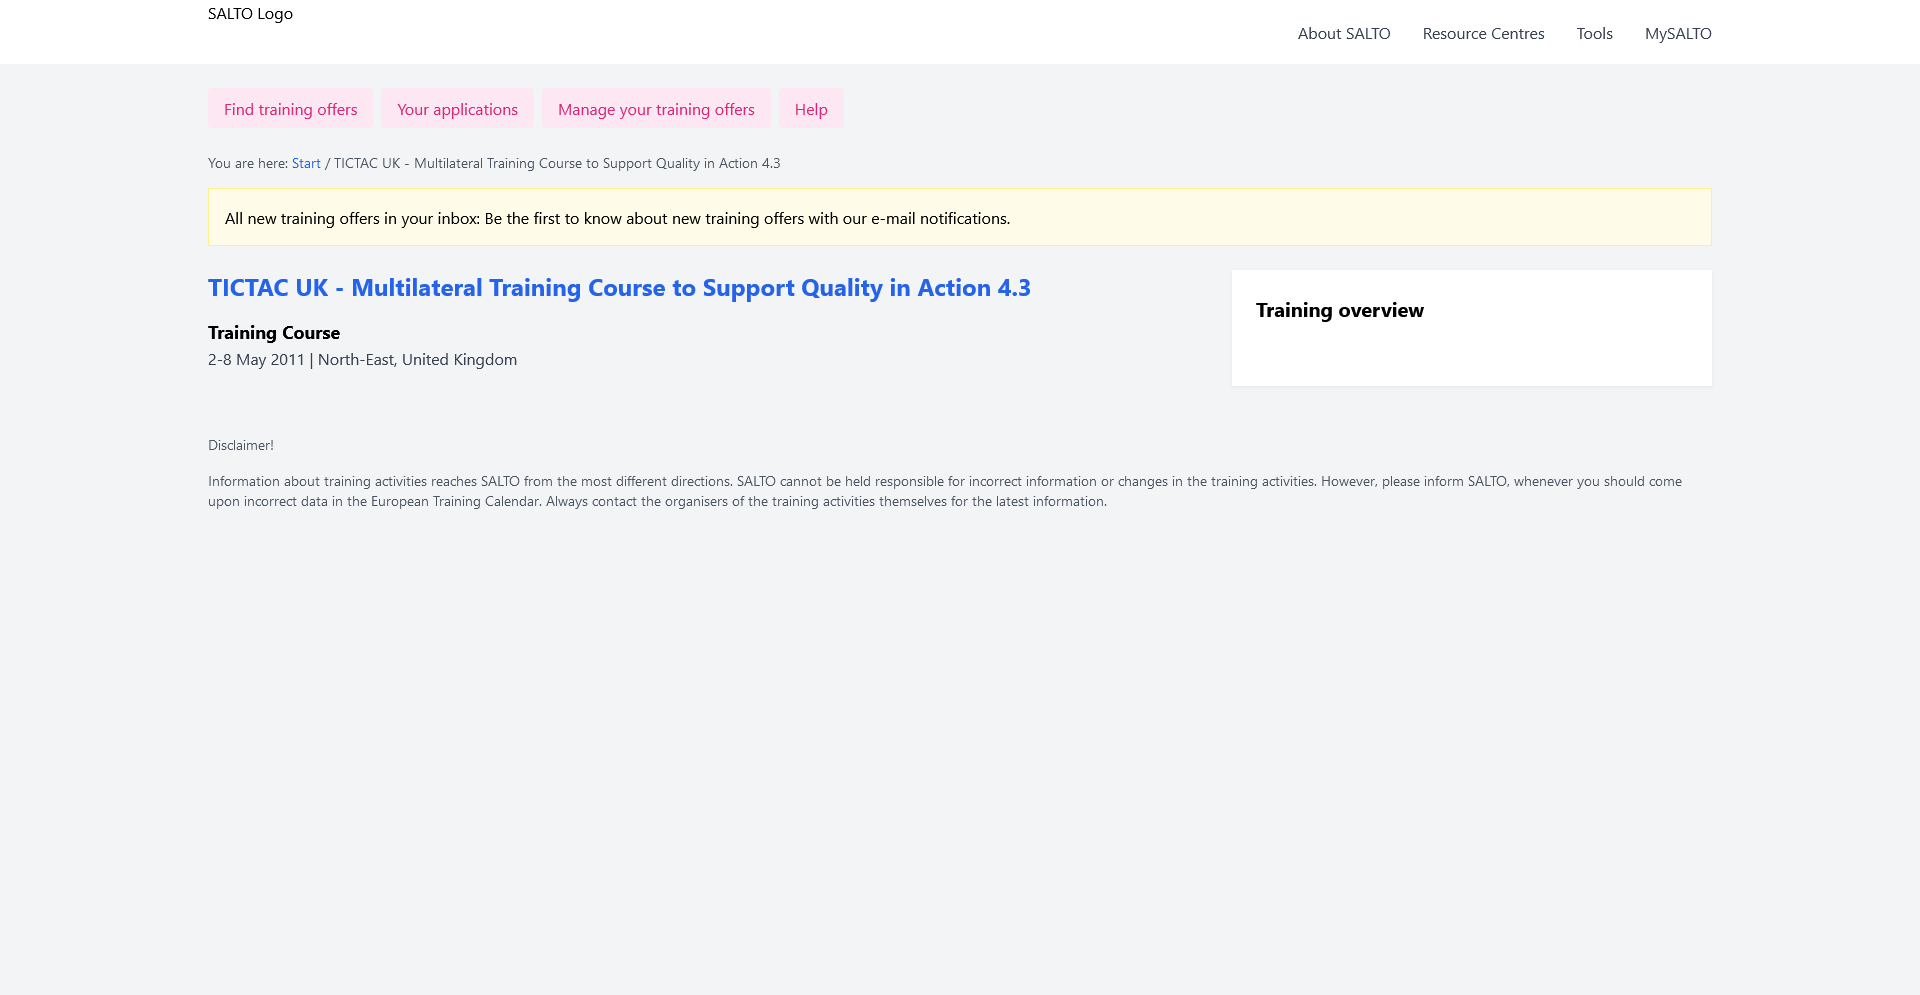 SALTO Logo
About SALTO
Resource Centres
Tools
MySALTO
Find training offers
Your applications
Manage your training offers
Help
You are here: Start / TICTAC UK - Multilateral Training Course to Support Quality in Action 4.3
All new training offers in your inbox: Be the first to know about new training offers with our e-mail notifications.
TICTAC UK - Multilateral Training Course to Support Quality in Action 4.3
Training Course
2-8 May 2011 | North-East, United Kingdom
Training overview
Disclaimer!
Information about training activities reaches SALTO from the most different directions. SALTO cannot be held responsible for incorrect information or changes in the training activities. However, please inform SALTO, whenever you should come
upon incorrect data in the European Training Calendar. Always contact the organisers of the training activities themselves for the latest information.